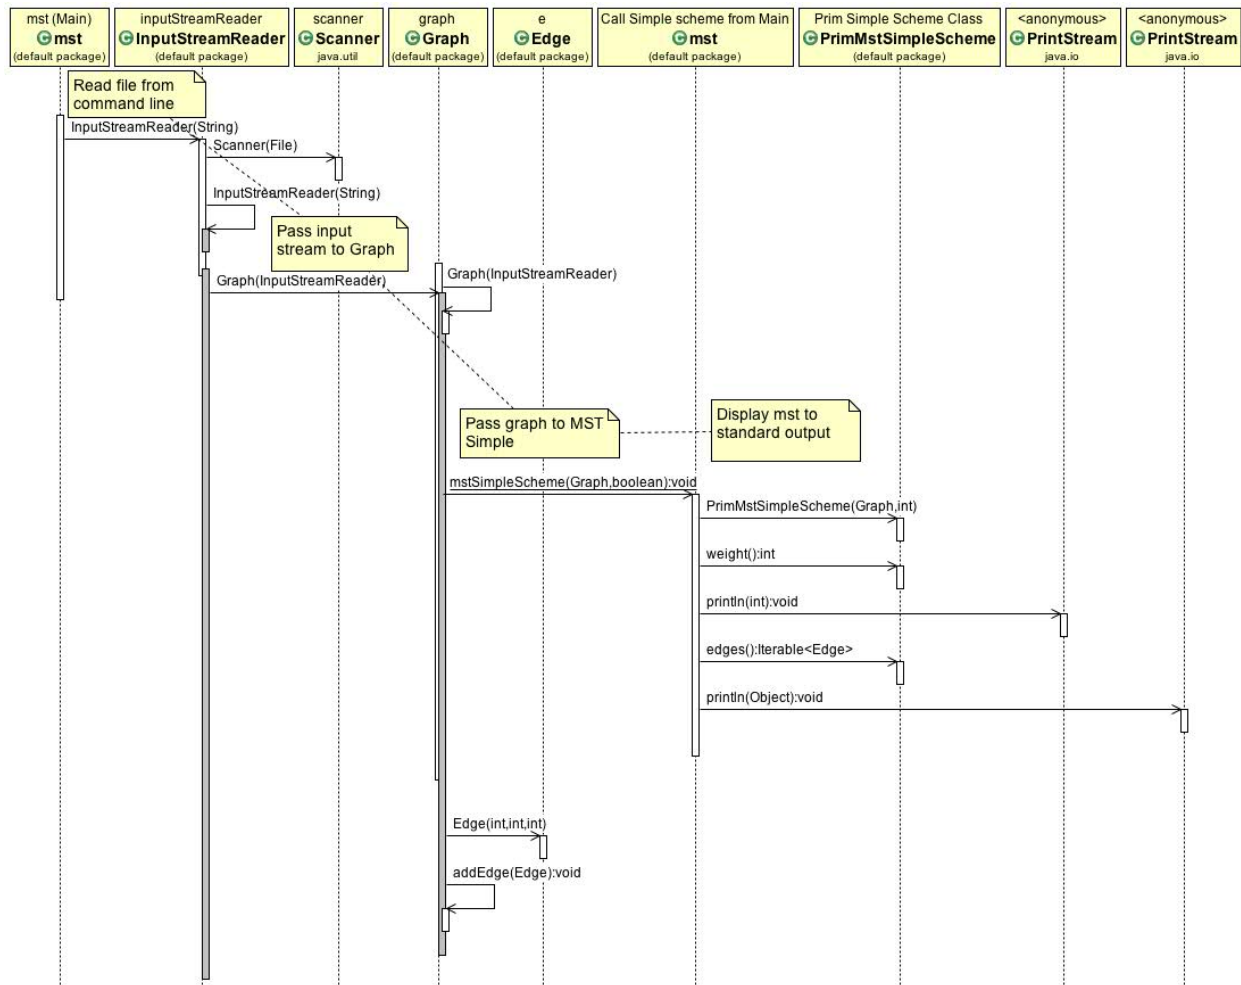 mst (Main)
mst
(default package)
inputStreamReader
InputStreamReader
(default package)
scanner
Scanner
java.util
graph
Graph
(default package)
e
Edge
(default package)
Call Simple scheme from Main
mst
(default package)
Prim Simple Scheme Class
PrimMstSimpleScheme
(default package)
<anonymous>
PrintStream
java.io
<anonymous>
PrintStream
java.io
Read file from
command line
InputStreamReader(String)
Scanner(File)
InputStreamReader(String)
Pass input
stream to Graph
Graph(InputStreamReader)
Graph(InputStreamReader)
Pass graph to MST
Simple
Display mst to
standard output
mstSimpleScheme(Graph,boolean):void
PrimMstSimpleScheme(Graph,int)
weight():int
println(int):void
edges():Iterable<Edge>
println(Object):void
Edge(int,int,int)
addEdge(Edge):void